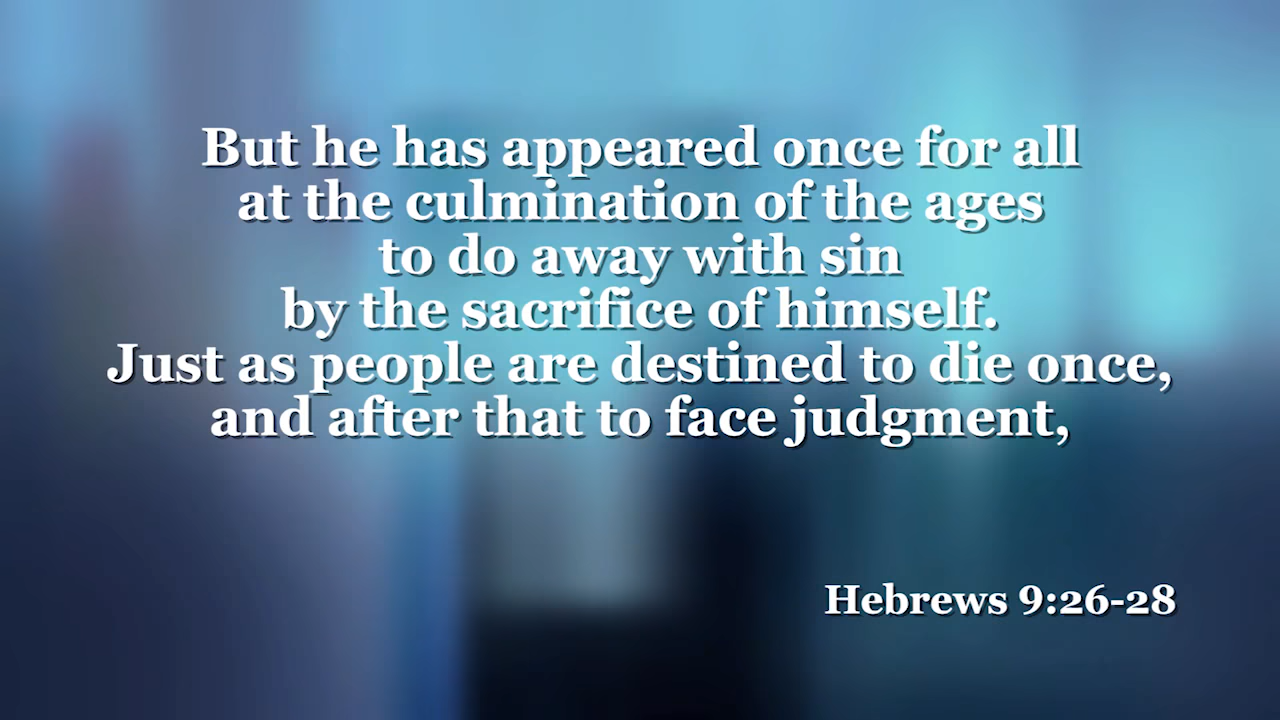 But he has appeared once for all
at the culmination of the ages
to do away with sin
by the sacrifice of himself.
Just as people are destined to die once,
and after that to face judgment,
Hebrews 9:26-28